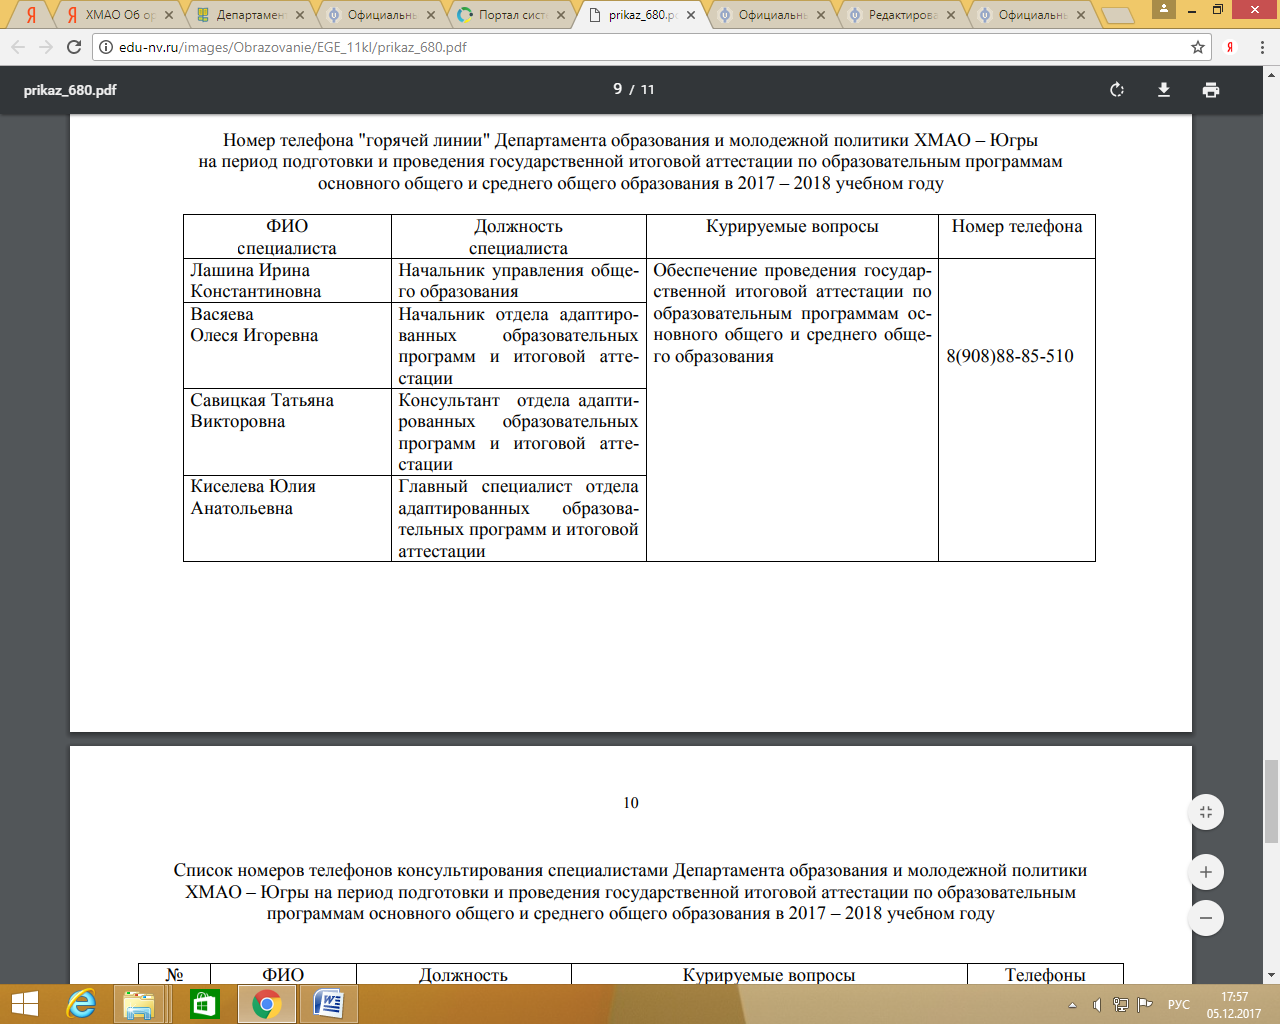 ХМАО Об ор
Департамент
Официальны
Портал сист
prikaz_680.p
Официальны
Редактирова
Официальны
edu-nv.ru/images/Obrazovanie/EGE_11kl/prikaz_680.pdf
prikaz_680.pdf
9 / 11
Номер телефона "горячей линии" Департамента образования и молодежной политики ХМАО – Югры
на период подготовки и проведения государственной итоговой аттестации по образовательным программам
основного общего и среднего общего образования в 2017 – 2018 учебном году
ФИО
специалиста
Должность
специалиста
Курируемые вопросы
Номер телефона
Лашина Ирина
Константиновна
Начальник управления обще-
го образования
Обеспечение проведения государ-
ственной итоговой аттестации по
образовательным программам ос-
новного общего и среднего обще-
го образования
8(908)88-85-510
Васяева
Олеся Игоревна
Начальник отдела адаптиро-
ванных образовательных
программ и итоговой атте-
стации
Савицкая Татьяна
Викторовна
Консультант отдела адапти-
рованных образовательных
программ и итоговой атте-
стации
Киселева Юлия
Анатольевна
Главный специалист отдела
адаптированных образова-
тельных программ и итоговой
аттестации
10
Список номеров телефонов консультирования специалистами Департамента образования и молодежной политики
ХМАО – Югры на период подготовки и проведения государственной итоговой аттестации по образовательным
программам основного общего и среднего общего образования в 2017 – 2018 учебном году
№
ФИО
Должность
Курируемые вопросы
Телефоны
РУС
17:57
05.12.2017